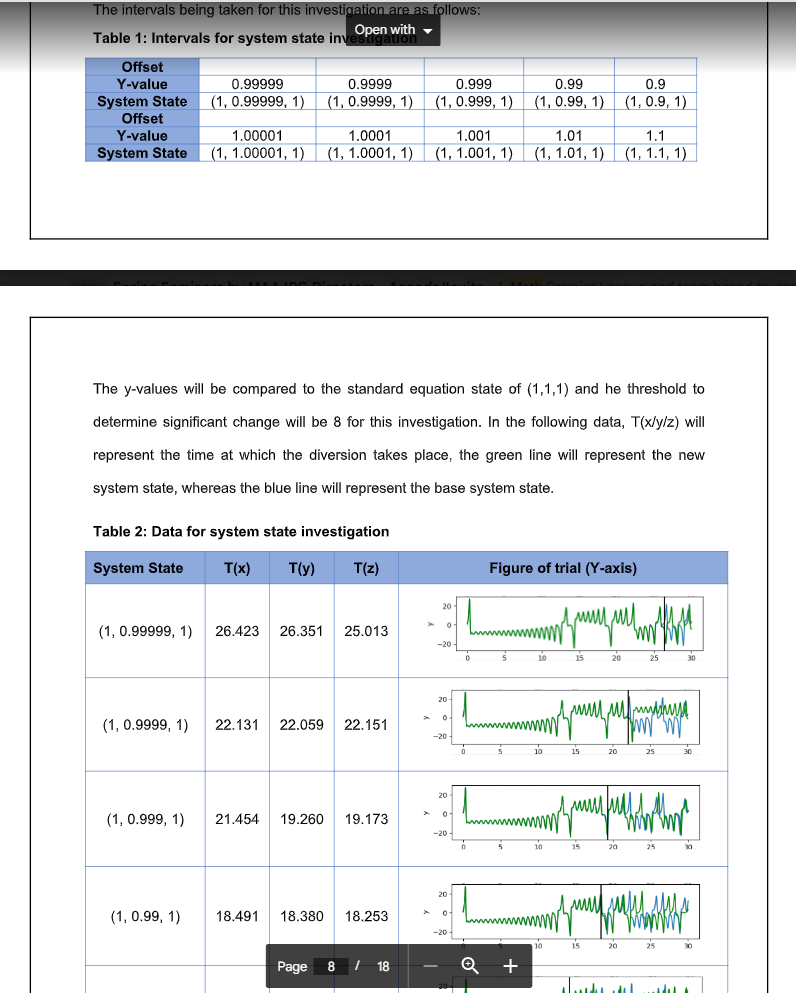 The intervals being taken for this investigation are as follows:
Open with
Table 1: Intervals for system state investigation
Offset
Y-value 0.99999 0.9999 0.999 0.99 0.9
System State (1, 0.99999, 1) (1, 0.9999, 1) (1, 0.999, 1) (1, 0.99, 1) (1, 0.9, 1)
Offset
Y-value 1.00001 1.0001 1.001 1.01 1.1
System State (1, 1.00001, 1) (1, 1.0001, 1) (1, 1.001, 1) (1, 1.01, 1) (1, 1.1, 1)
The y-values will be compared to the standard equation state of (1,1,1) and he threshold to
determine significant change will be 8 for this investigation. In the following data, T(x/y/z) will
represent the time at which the diversion takes place, the green line will represent the new
system state, whereas the blue line will represent the base system state.
Table 2: Data for system state investigation
System State T(x) T(y) T(z) Figure of trial (Y-axis)
(1, 0.99999, 1) 26.423 26.351 25.013
20
y 0
−20
0 5 10 15 20 25 30
(1, 0.9999, 1) 22.131 22.059 22.151
20
y 0
−20
0 5 10 15 20 25 30
(1, 0.999, 1) 21.454 19.260 19.173
20
y 0
−20
0 5 10 15 20 25 30
(1, 0.99, 1) 18.491 18.380 18.253
20
y 0
−20
0 5 10 15 20 25 30
Page 8 / 18
20